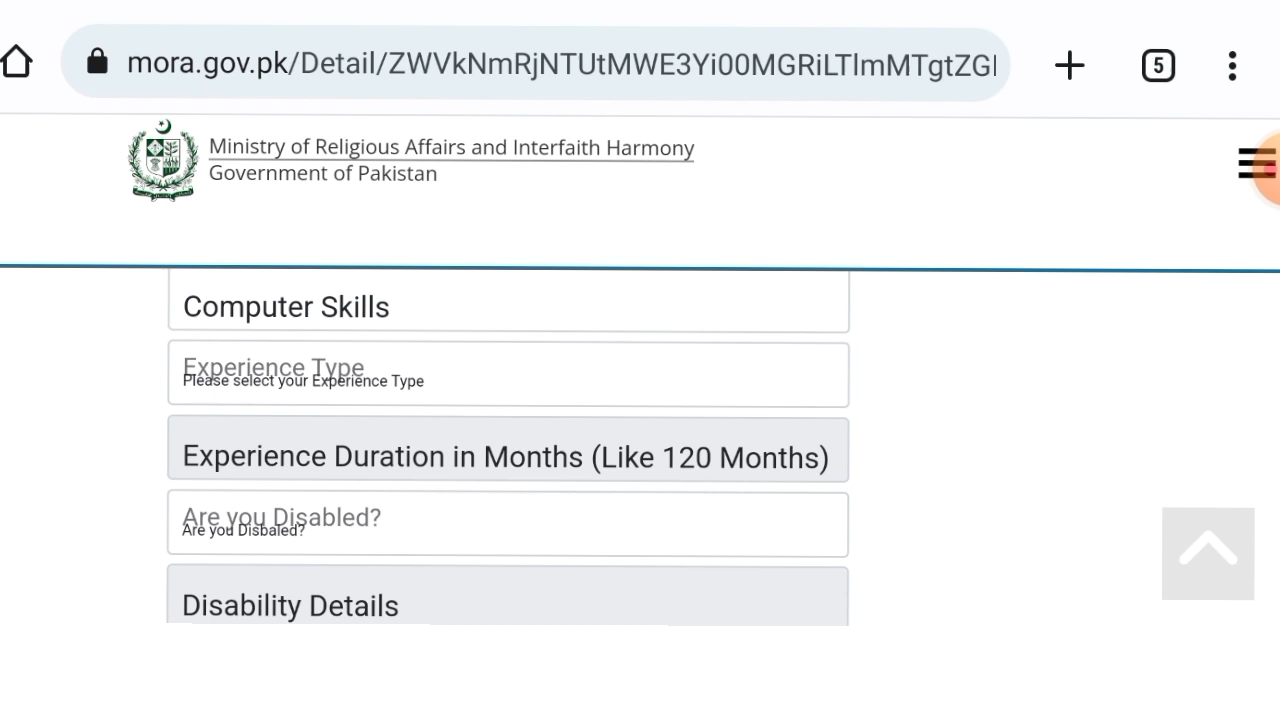 mora.gov.pk/Detail/ZWVkNmRjNTUtMWE3Yi00MGRiLTlmMTgtZG
5
Ministry of Religious Affairs and Interfaith Harmony
Government of Pakistan
Computer Skills
Experience Type
Please select your Experience Type
Experience Duration in Months (Like 120 Months)
Are you Disabled?
Are you Disbaled?
Disability Details